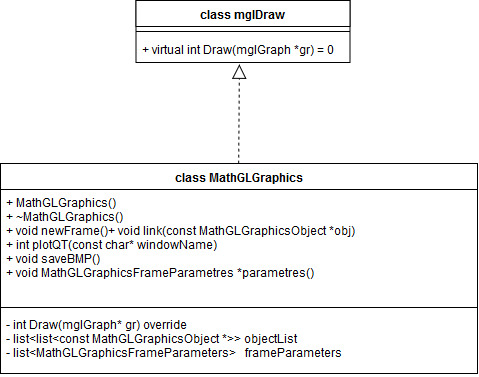 class mglDraw
+ virtual int Draw(mglGraph *gr) = 0
class MathGLGraphics
+ MathGLGraphics()
+ ~MathGLGraphics()
+ void newFrame()+ void link(const MathGLGraphicsObject *obj)
+ int plotQT(const char* windowName)
+ void saveBMP()
+ void MathGLGraphicsFrameParametres *parametres()
- int Draw(mglGraph* gr) override
- list<list<const MathGLGraphicsObject *>> objectList
- list<MathGLGraphicsFrameParameters> frameParameters